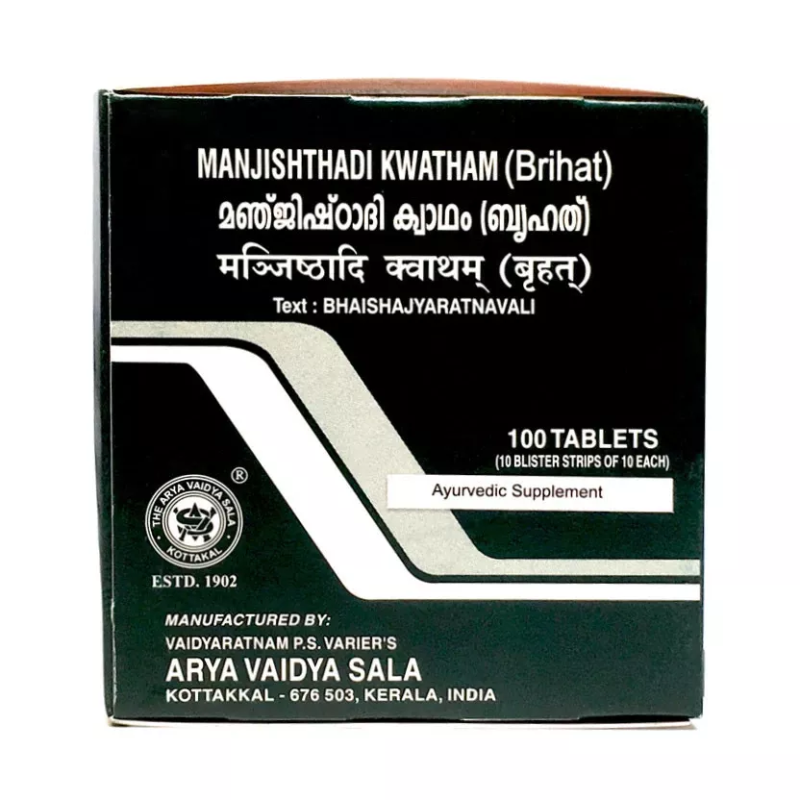 MANJISHTHADI KWATHAM (Brihat)
മഞ്ജിഷ്ഠാദി ക്വാഥം (ബൃഹത്)
मञ्जिष्ठादि क्वाथम् (बृहत्)
Text : BHAISHAJYARATNAVALI
100 TABLETS
(10 BLISTER STRIPS OF 10 EACH)
Ayurvedic Supplement
®
THE ARYA VAIDYA SALA
KOTTAKAL
ESTD. 1902
MANUFACTURED BY:
VAIDYARATNAM P.S. VARIER'S
ARYA VAIDYA SALA
KOTTAKKAL - 676 503, KERALA, INDIA